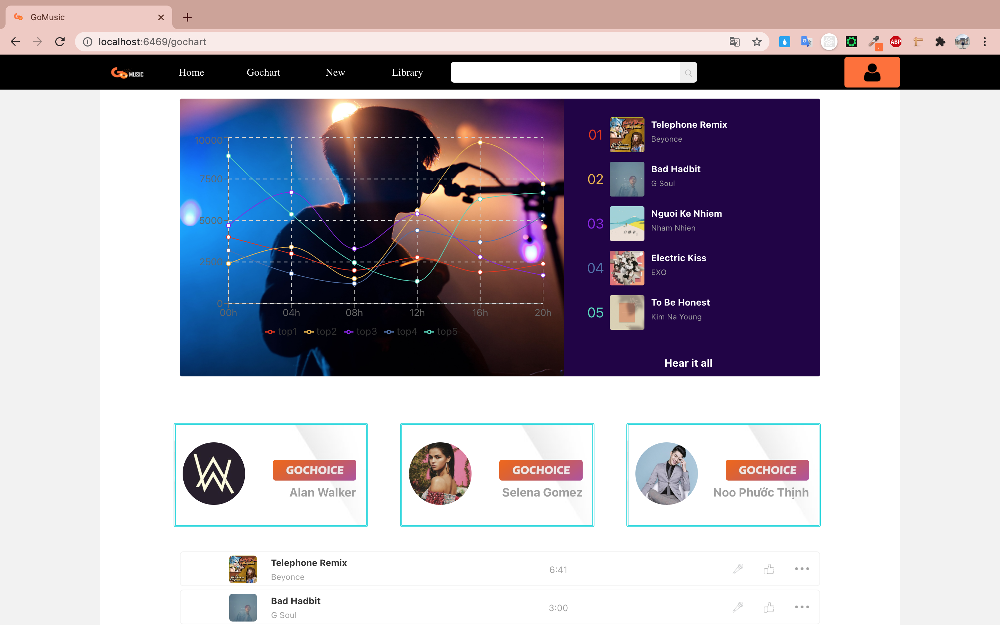 GoMusic
localhost:6469/gochart
ABP
GO MUSIC
Home
Gochart
New
Library
10000
7500
5000
2500
0
00h
04h
08h
12h
16h
20h
top1
top2
top3
top4
top5
01
Telephone Remix
Beyonce
02
Bad Hadbit
G Soul
03
Nguoi Ke Nhiem
Nham Nhien
04
Electric Kiss
EXO
05
To Be Honest
Kim Na Young
Hear it all
GOCHOICE
Alan Walker
GOCHOICE
Selena Gomez
GOCHOICE
Noo Phước Thịnh
Telephone Remix
Beyonce
6:41
Bad Hadbit
G Soul
3:00